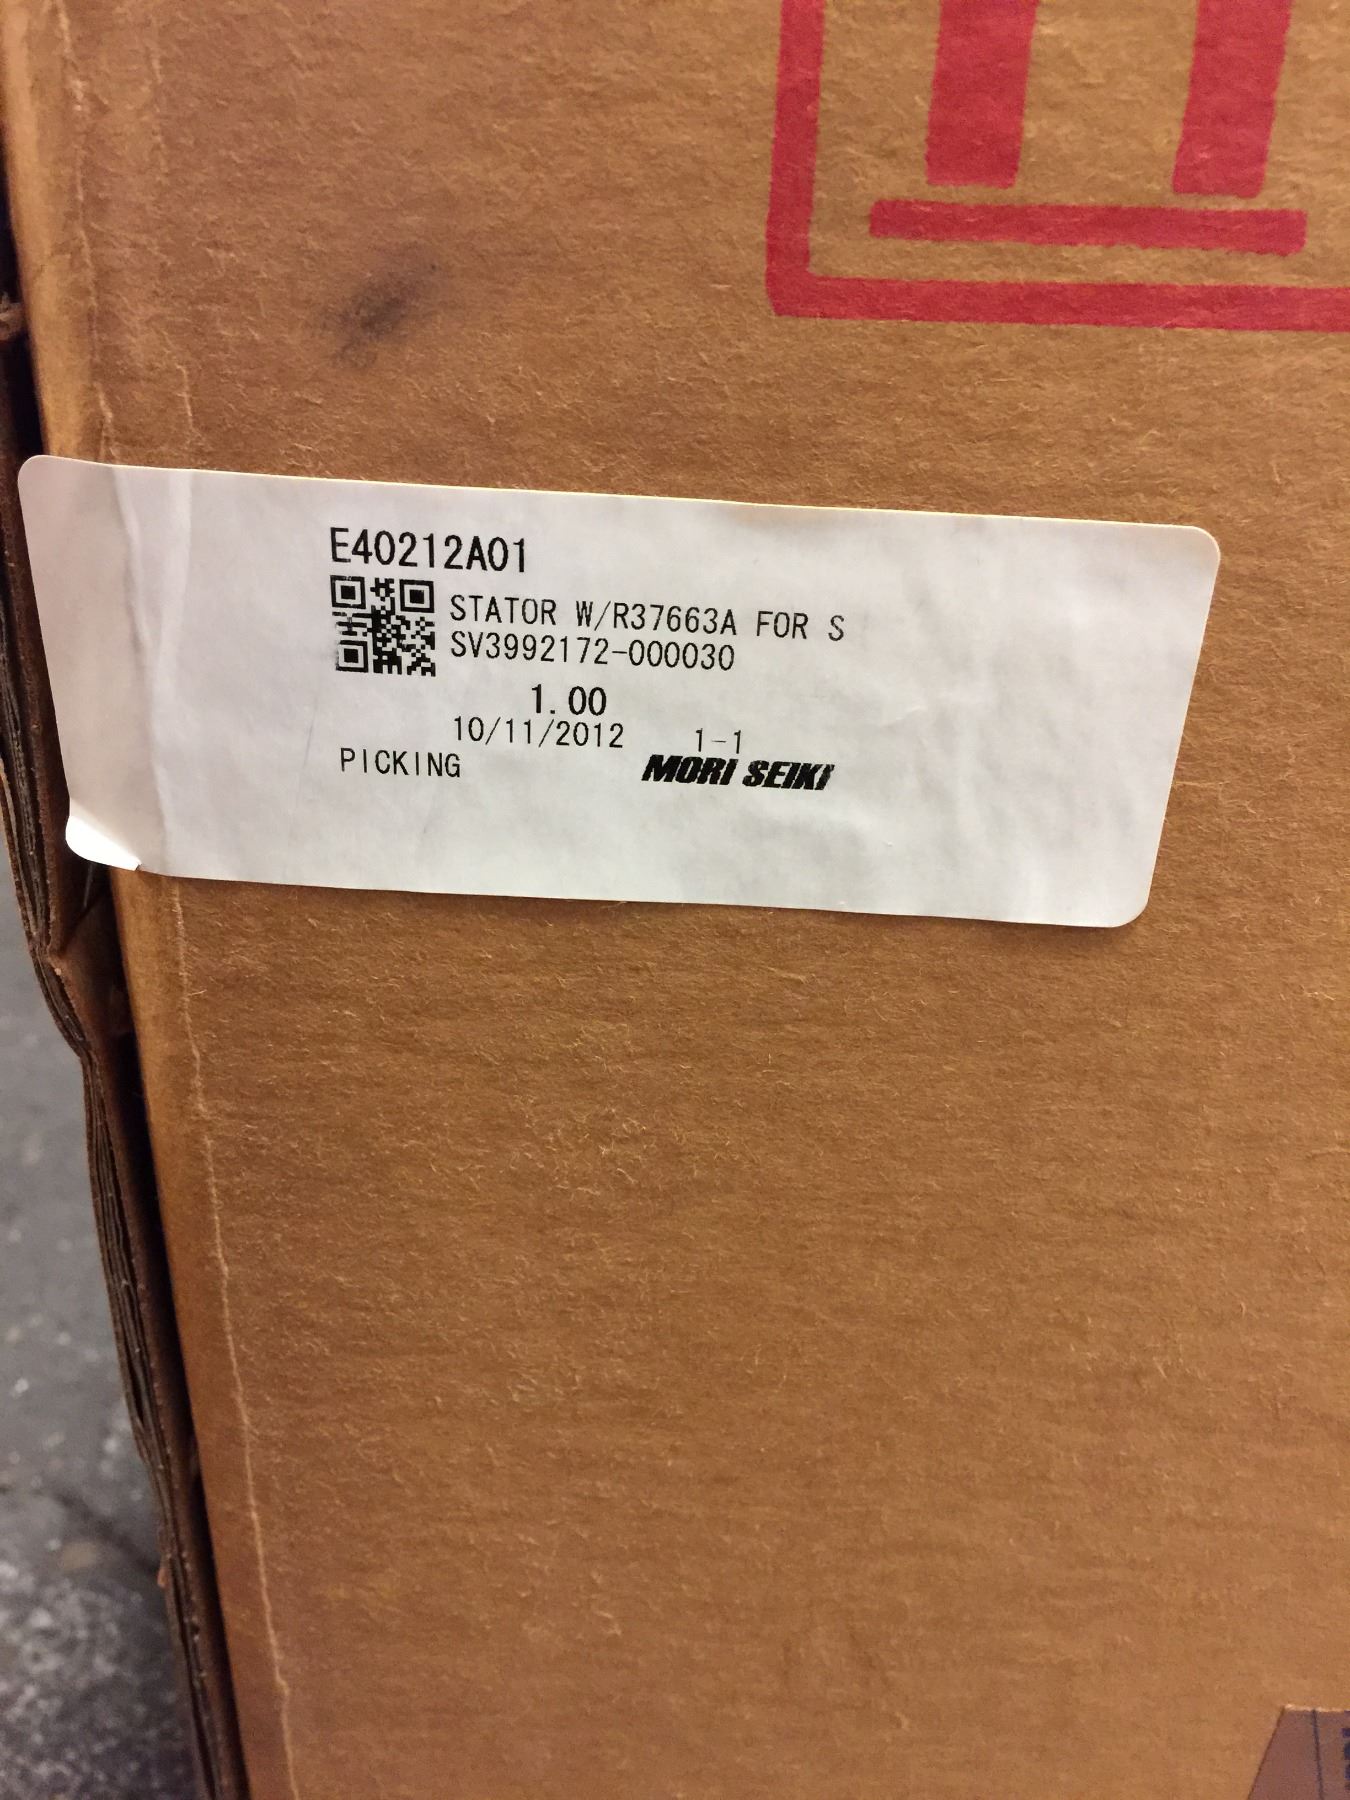 E40212A01
STATOR W/R37663A FOR S
SV3992172-000030
1.00
10/11/2012 1-1
PICKING MORI SEIKI